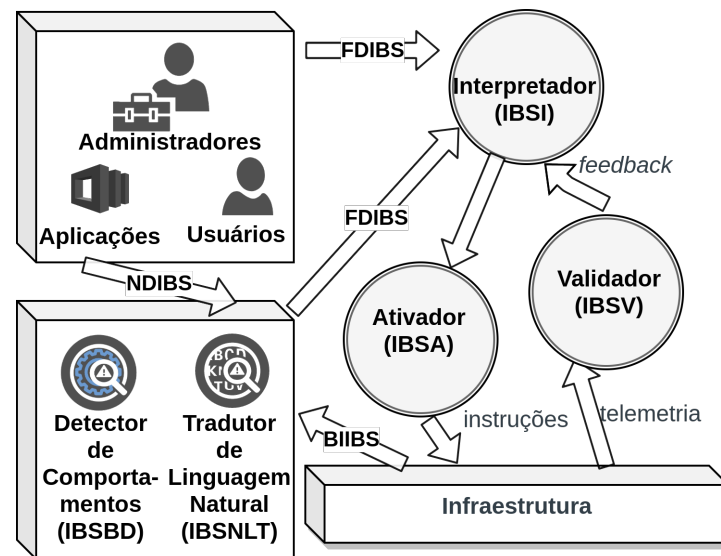 FDIBS
Interpretador
(IBSI)
Administradores
feedback
Aplicações
Usuários
FDIBS
NDIBS
Validador
(IBSV)
Ativador
(IBSA)
Detector
de
Comporta-
mentos
(IBSBD)
Tradutor
de
Linguagem
Natural
(IBSNLT)
BIIBS
instruções
telemetria
Infraestrutura